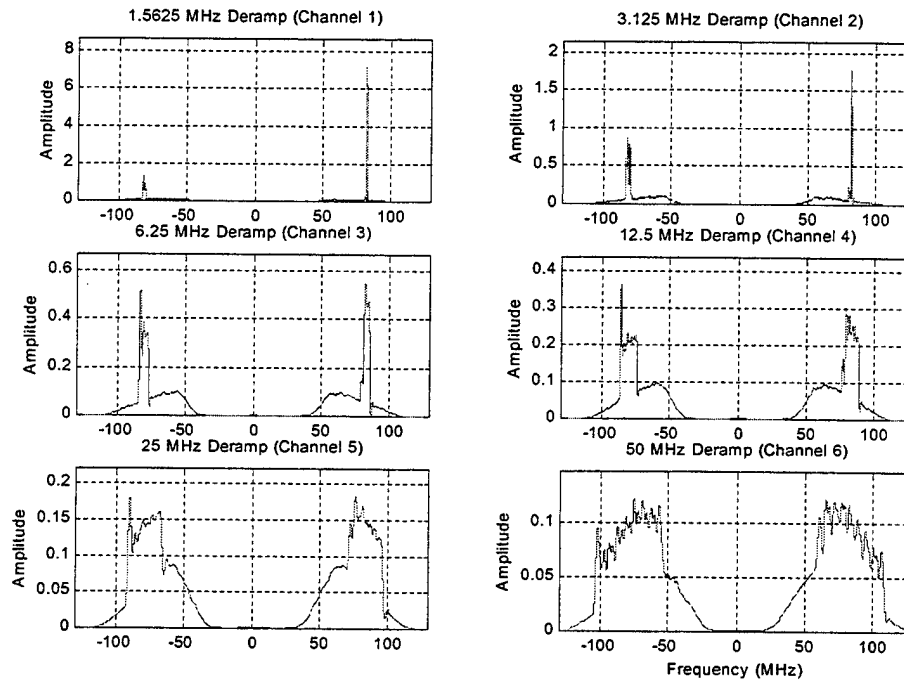 1.5625 MHz Deramp (Channel 1)
Amplitude
8
6
4
2
0
-100 -50 0 50 100
3.125 MHz Deramp (Channel 2)
Amplitude
2
1.5
1
0.5
0
-100 -50 0 50 100
6.25 MHz Deramp (Channel 3)
Amplitude
0.6
0.4
0.2
0
-100 -50 0 50 100
12.5 MHz Deramp (Channel 4)
Amplitude
0.4
0.3
0.2
0.1
0
-100 -50 0 50 100
25 MHz Deramp (Channel 5)
Amplitude
0.2
0.15
0.1
0.05
0
-100 -50 0 50 100
50 MHz Deramp (Channel 6)
Amplitude
0.1
0.05
0
-100 -50 0 50 100
Frequency (MHz)